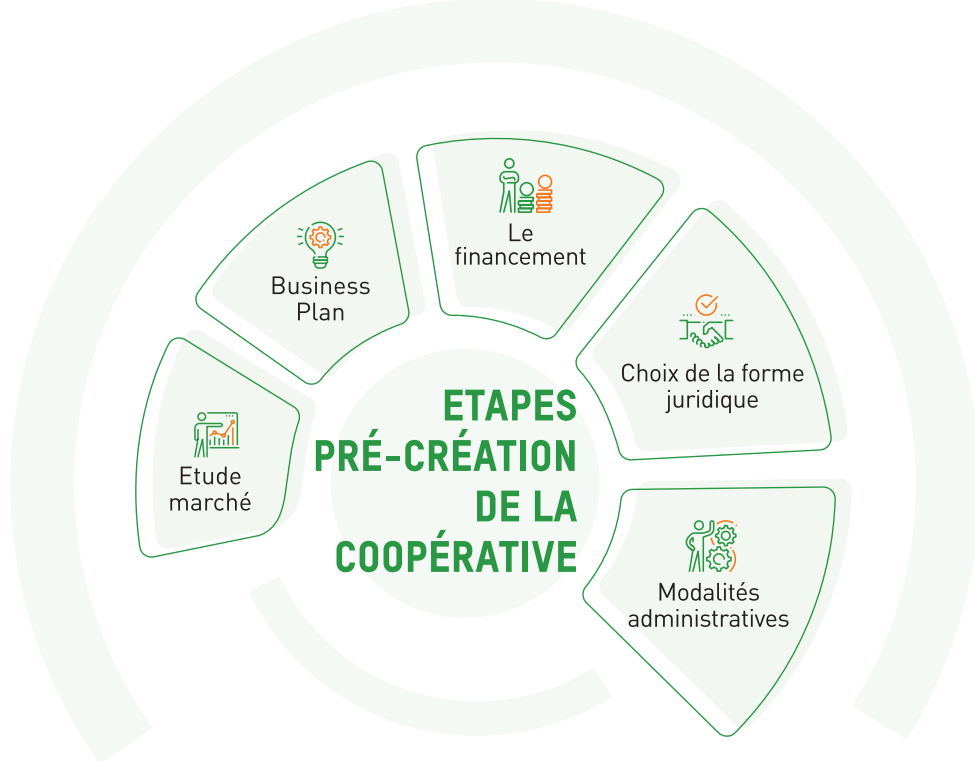 Etude
marché
Business
Plan
Le
financement
Choix de la forme
juridique
Modalités
administratives
ETAPES
PRÉ-CRÉATION
DE LA
COOPÉRATIVE